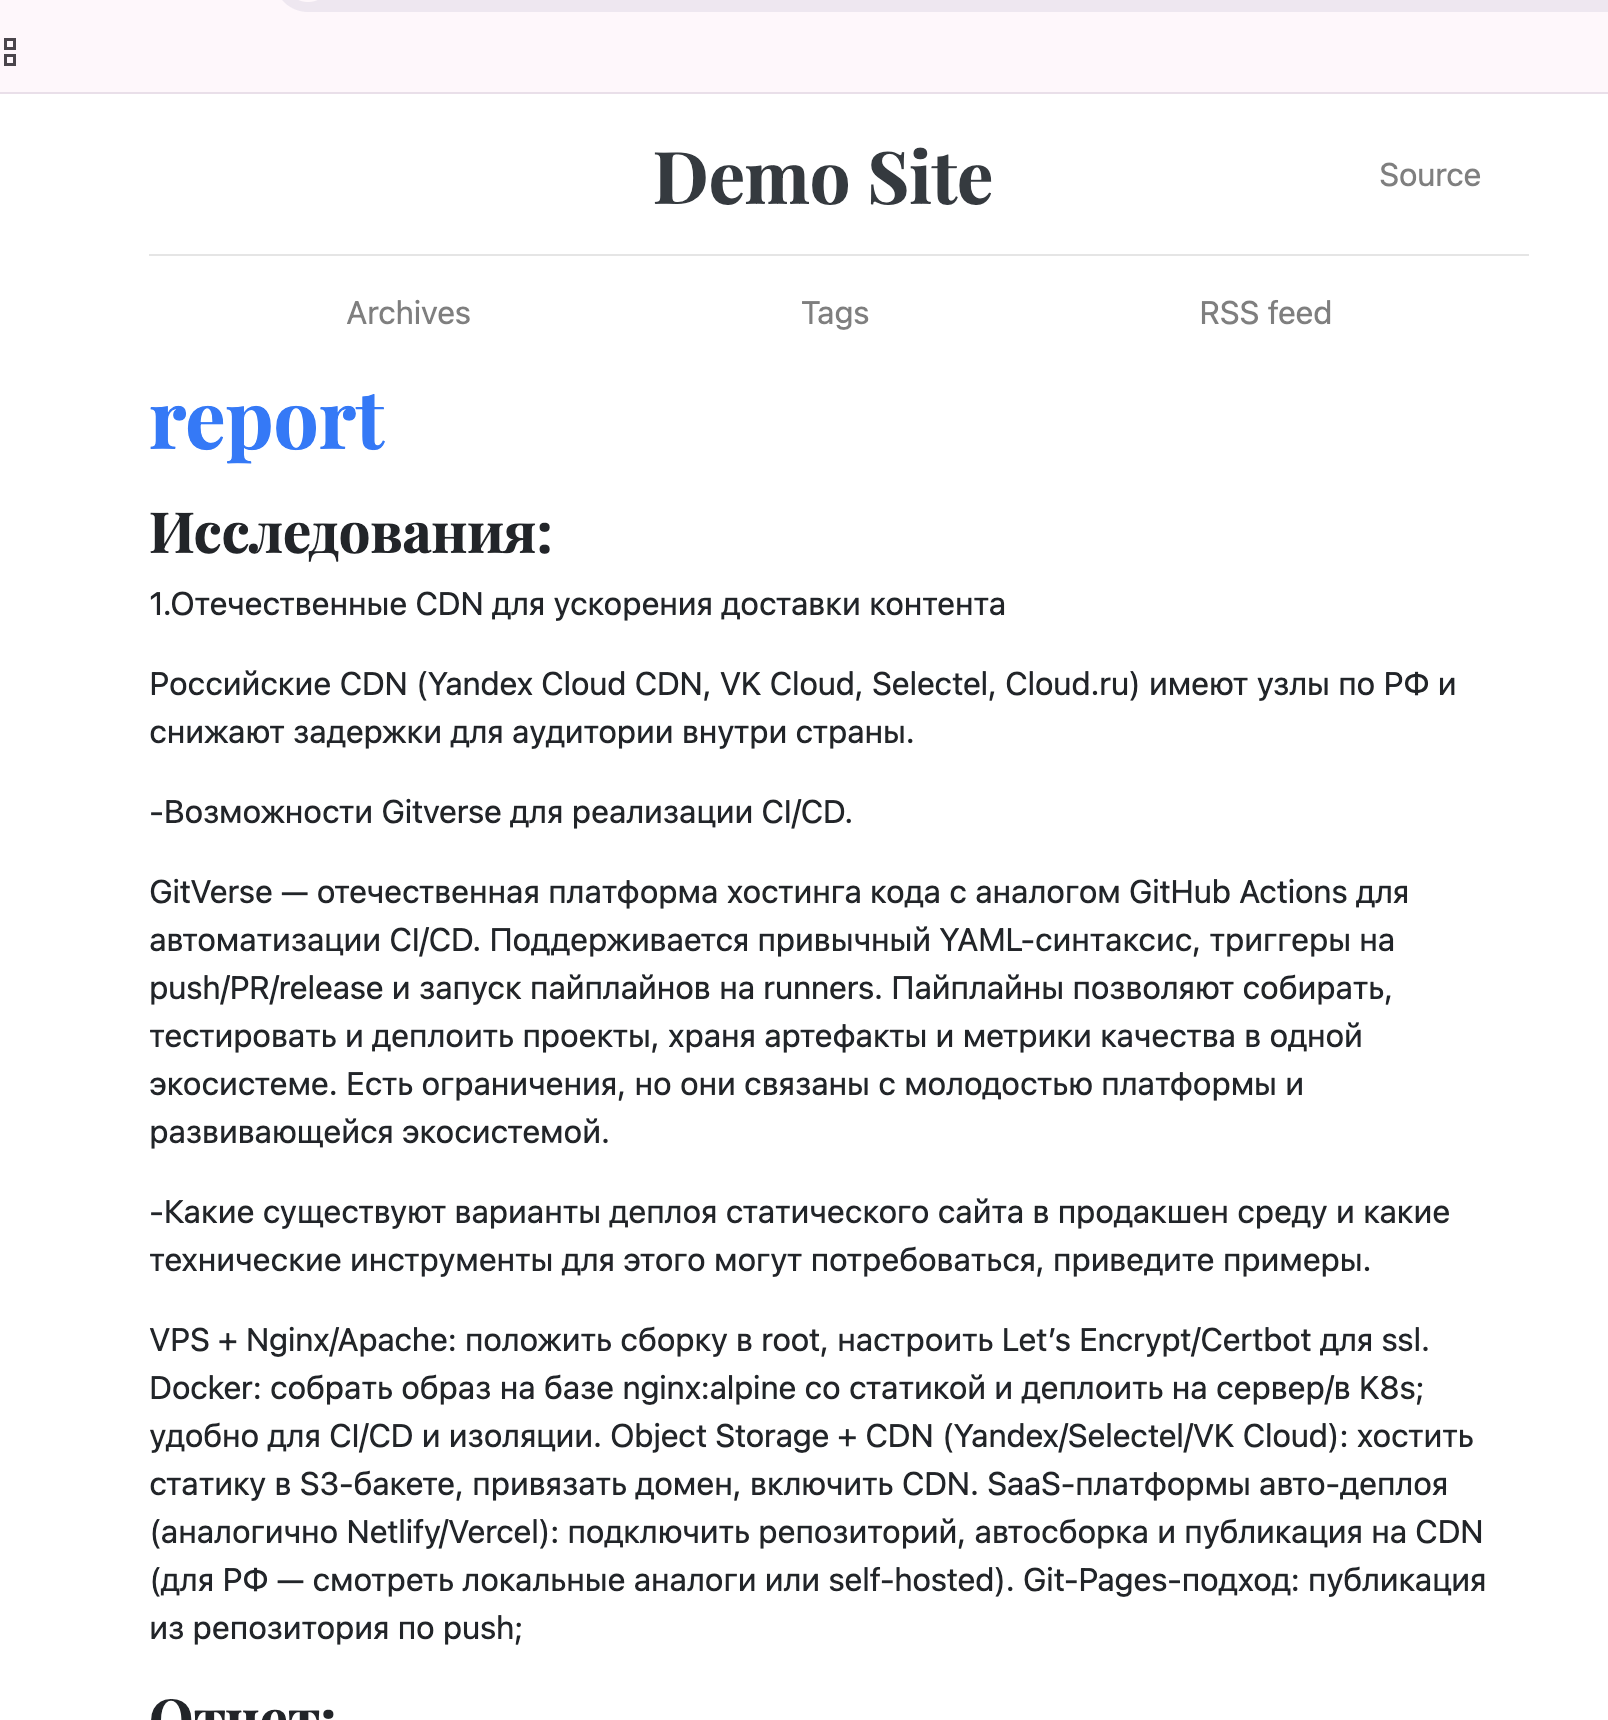 Demo Site
Source
Archives
Tags
RSS feed
report
Исследования:
1.Отечественные CDN для ускорения доставки контента
Российские CDN (Yandex Cloud CDN, VK Cloud, Selectel, Cloud.ru) имеют узлы по РФ и
снижают задержки для аудитории внутри страны.
-Возможности Gitverse для реализации CI/CD.
GitVerse — отечественная платформа хостинга кода с аналогом GitHub Actions для
автоматизации CI/CD. Поддерживается привычный YAML-синтаксис, триггеры на
push/PR/release и запуск пайплайнов на runners. Пайплайны позволяют собирать,
тестировать и деплоить проекты, храня артефакты и метрики качества в одной
экосистеме. Есть ограничения, но они связаны с молодостью платформы и
развивающейся экосистемой.
-Какие существуют варианты деплоя статического сайта в продакшен среду и какие
технические инструменты для этого могут потребоваться, приведите примеры.
VPS + Nginx/Apache: положить сборку в root, настроить Let’s Encrypt/Certbot для ssl.
Docker: собрать образ на базе nginx:alpine со статикой и деплоить на сервер/в K8s;
удобно для CI/CD и изоляции. Object Storage + CDN (Yandex/Selectel/VK Cloud): хостить
статику в S3-бакете, привязать домен, включить CDN. SaaS-платформы авто-деплоя
(аналогично Netlify/Vercel): подключить репозиторий, автосборка и публикация на CDN
(для РФ — смотреть локальные аналоги или self-hosted). Git-Pages-подход: публикация
из репозитория по push;
Отчет: